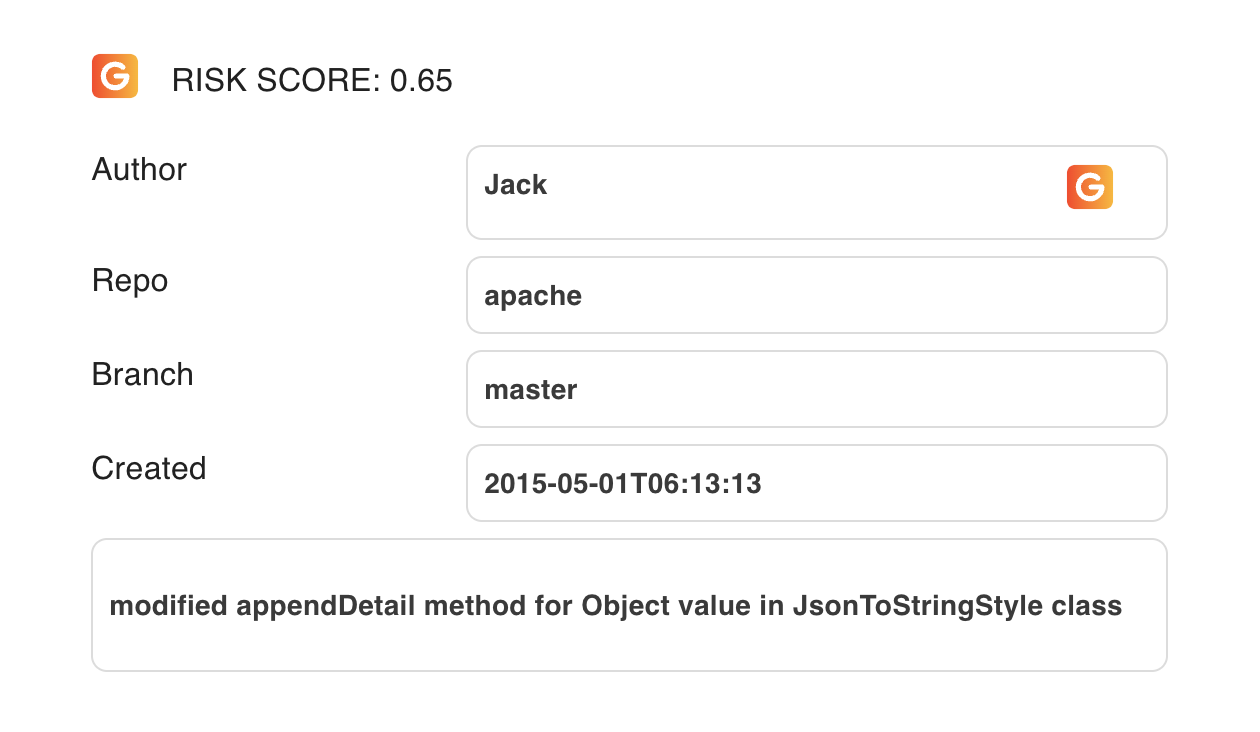 G RISK SCORE: 0.65
Author
Jack G
Repo
apache
Branch
master
Created
2015-05-01T06:13:13
modified appendDetail method for Object value in JsonToStringStyle class